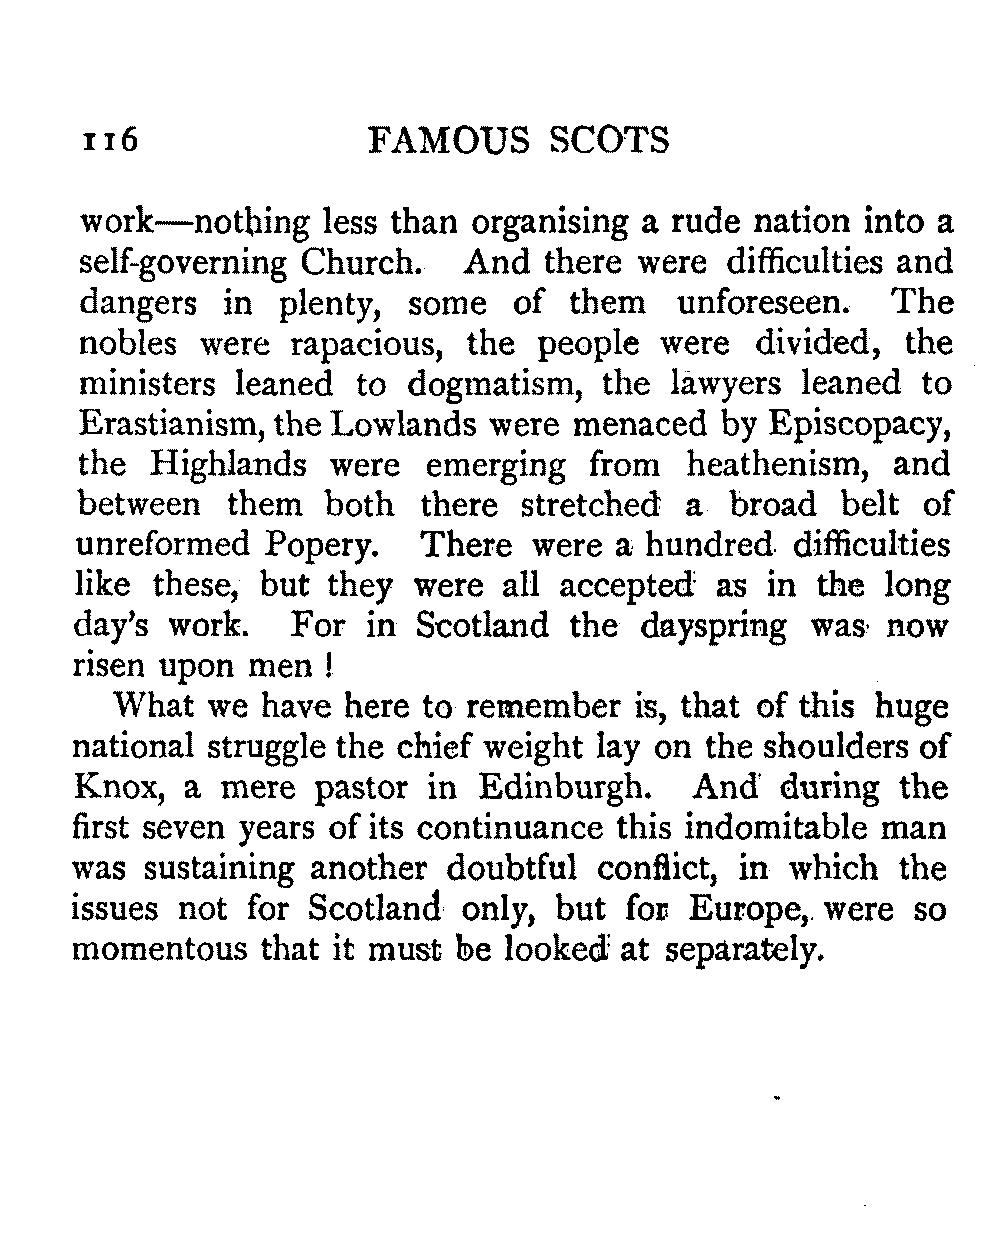 116 FAMOUS SCOTS
work—nothing less than organising a rude nation into a
self-governing Church. And there were difficulties and
dangers in plenty, some of them unforeseen. The
nobles were rapacious, the people were divided, the
ministers leaned to dogmatism, the lawyers leaned to
Erastianism, the Lowlands were menaced by Episcopacy,
the Highlands were emerging from heathenism, and
between them both there stretched a broad belt of
unreformed Popery. There were a hundred difficulties
like these, but they were all accepted as in the long
day's work. For in Scotland the dayspring was now
risen upon men !
What we have here to remember is, that of this huge
national struggle the chief weight lay on the shoulders of
Knox, a mere pastor in Edinburgh. And during the
first seven years of its continuance this indomitable man
was sustaining another doubtful conflict, in which the
issues not for Scotland only, but for Europe, were so
momentous that it must be looked at separately.